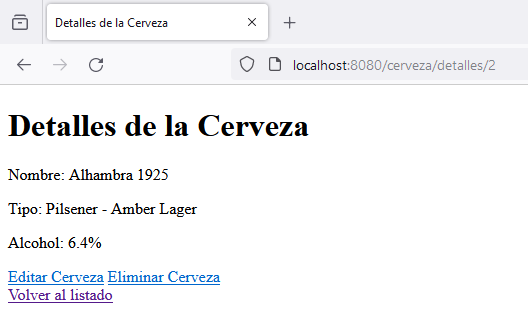 Detalles de la Cerveza
localhost:8080/cerveza/detalles/2
Detalles de la Cerveza
Nombre: Alhambra 1925
Tipo: Pilsener - Amber Lager
Alcohol: 6.4%
Editar Cerveza Eliminar Cerveza
Volver al listado